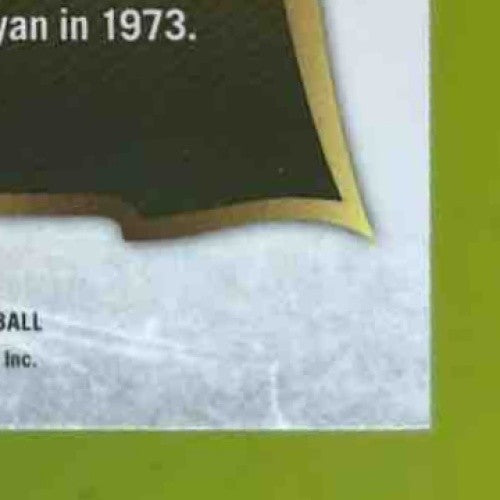 yan in 1973.
BALL
Inc.